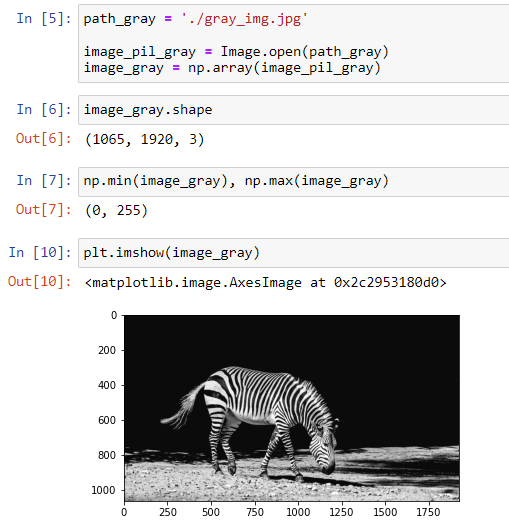 In [5]: path_gray = './gray_img.jpg'
image_pil_gray = Image.open(path_gray)
image_gray = np.array(image_pil_gray)
In [6]: image_gray.shape
Out[6]: (1065, 1920, 3)
In [7]: np.min(image_gray), np.max(image_gray)
Out[7]: (0, 255)
In [10]: plt.imshow(image_gray)
Out[10]: <matplotlib.image.AxesImage at 0x2c2953180d0>
0
200
400
600
800
1000
0 250 500 750 1000 1250 1500 1750